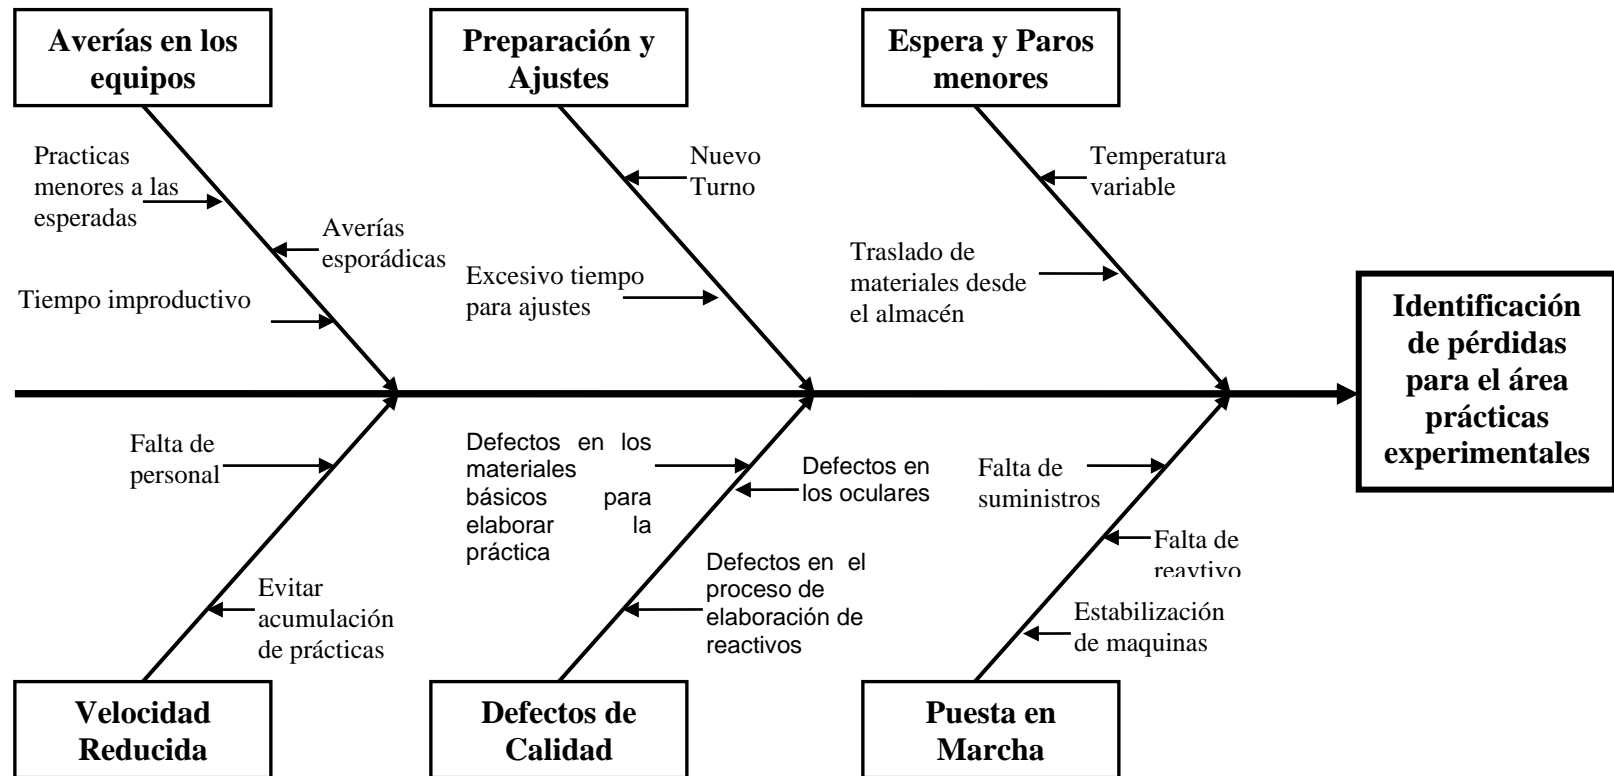 Averías en los
equipos
Preparación y
Ajustes
Espera y Paros
menores
Practicas
menores a las
esperadas
Averías
esporádicas
Tiempo improductivo
Nuevo
Turno
Excesivo tiempo
para ajustes
Temperatura
variable
Traslado de
materiales desde
el almacén
Identificación
de pérdidas
para el área
prácticas
experimentales
Falta de
personal
Evitar
acumulación
de prácticas
Defectos en los
materiales
básicos para
elaborar la
práctica
Defectos en
los oculares
Defectos en el
proceso de
elaboración de
reactivos
Falta de
suministros
Falta de
reaytivo
Estabilización
de maquinas
Velocidad
Reducida
Defectos de
Calidad
Puesta en
Marcha